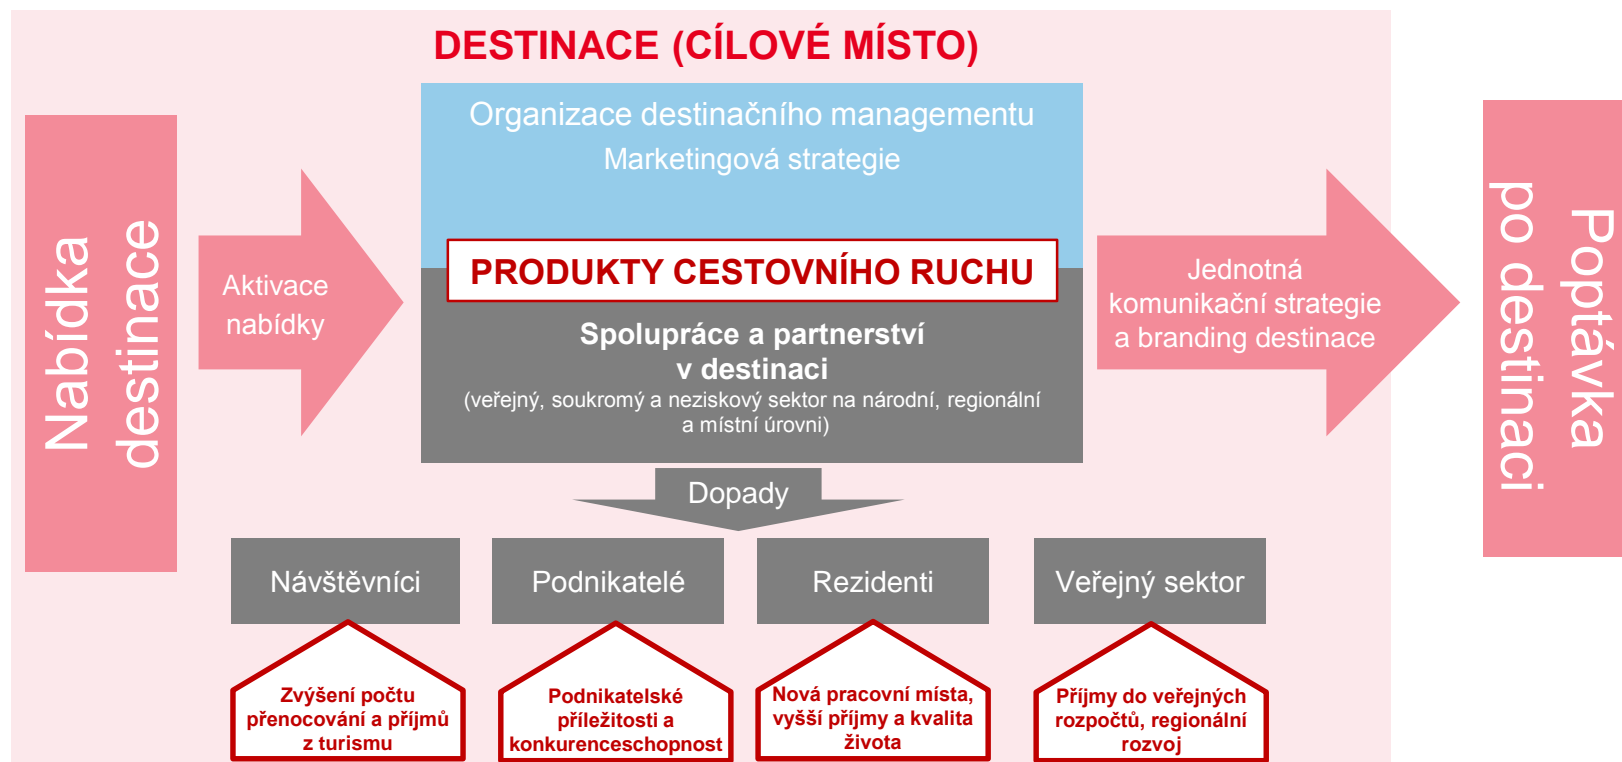 DESTINACE (CÍLOVÉ MÍSTO)
Nabídka
destinace
Aktivace
nabídky
Organizace destinačního managementu
Marketingová strategie
PRODUKTY CESTOVNÍHO RUCHU
Spolupráce a partnerství
v destinaci
(veřejný, soukromý a neziskový sektor na národní, regionální
a místní úrovni)
Jednotná
komunikační strategie
a branding destinace
Poptávka
po destinaci
Dopady
Návštěvníci
Podnikatelé
Rezidenti
Veřejný sektor
Zvýšení počtu
přenocování a příjmů
z turismu
Podnikatelské
příležitosti a
konkurenceschopnost
Nová pracovní místa,
vyšší příjmy a kvalita
života
Příjmy do veřejných
rozpočtů, regionální
rozvoj